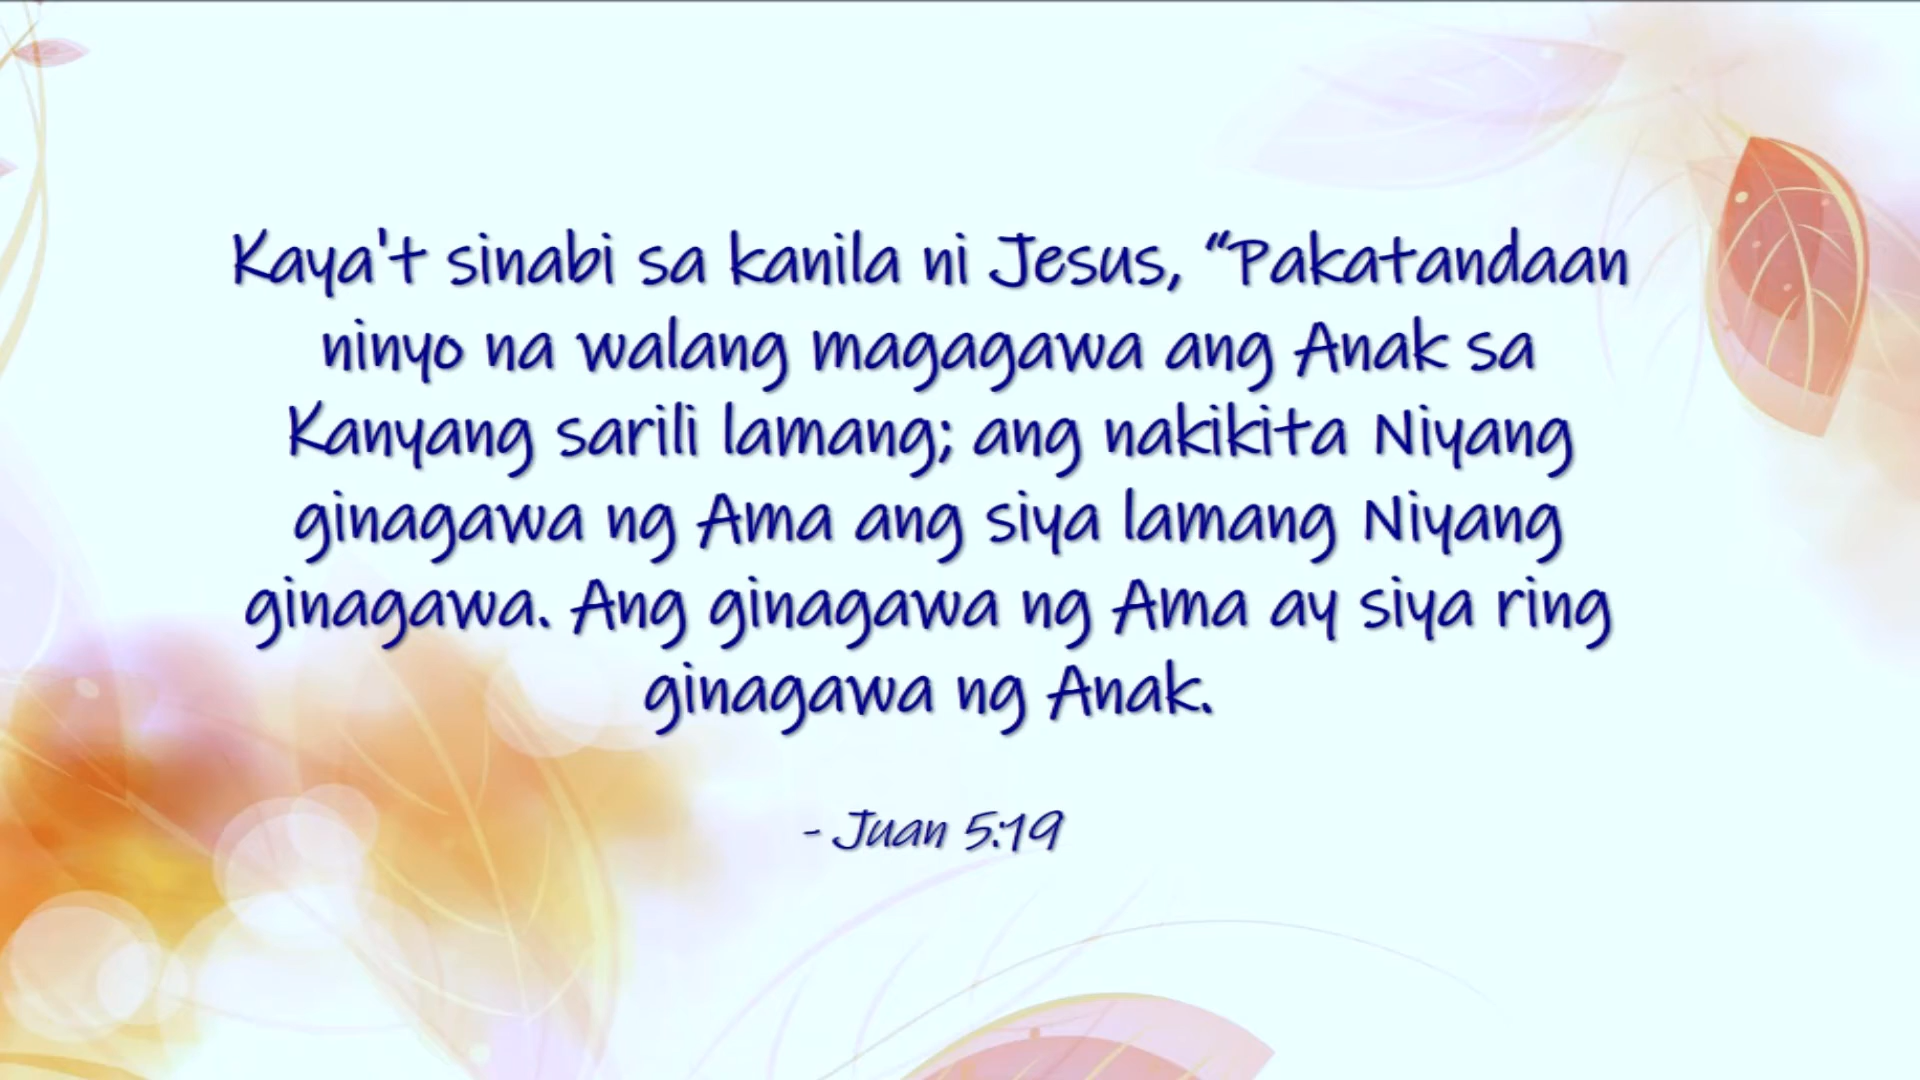 Kaya't sinabi sa kanila ni Jesus, “Pakatandaan
ninyo na walang magagawa ang Anak sa
Kanyang sarili lamang; ang nakikita Niyang
ginagawa ng Ama ang siya lamang Niyang
ginagawa. Ang ginagawa ng Ama ay siya ring
ginagawa ng Anak.
- Juan 5:19